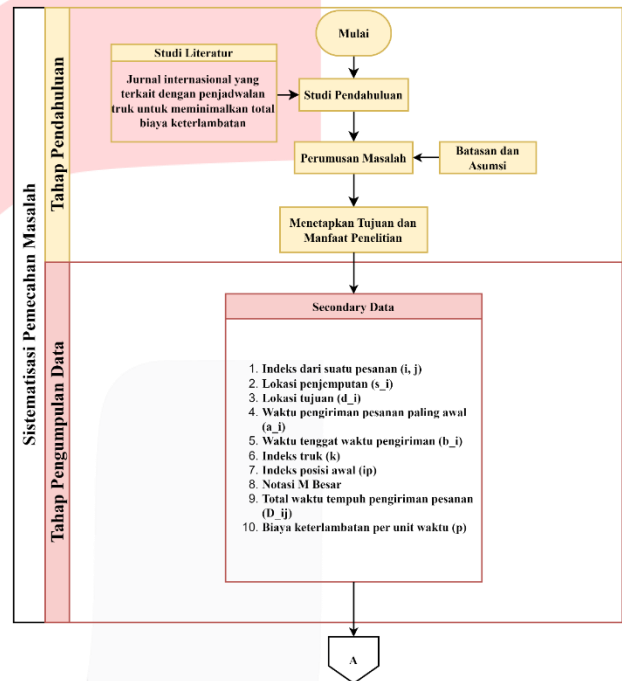 Sistematisasi Pemecahan Masalah
Tahap Pendahuluan
Mulai
Studi Literatur
Jurnal internasional yang
terkait dengan penjadwalan
truk untuk meminimalkan total
biaya keterlambatan
Studi Pendahuluan
Perumusan Masalah
Batasan dan
Asumsi
Menetapkan Tujuan dan
Manfaat Penelitian
Tahap Pengumpulan Data
Secondary Data
1. Indeks dari suatu pesanan (i, j)
2. Lokasi penjemputan (s_i)
3. Lokasi tujuan (d_i)
4. Waktu pengiriman pesanan paling awal
(a_i)
5. Waktu tenggat waktu pengiriman (b_i)
6. Indeks truk (k)
7. Indeks posisi awal (ip)
8. Notasi M Besar
9. Total waktu tempuh pengiriman pesanan
(D_ij)
10. Biaya keterlambatan per unit waktu (p)
A